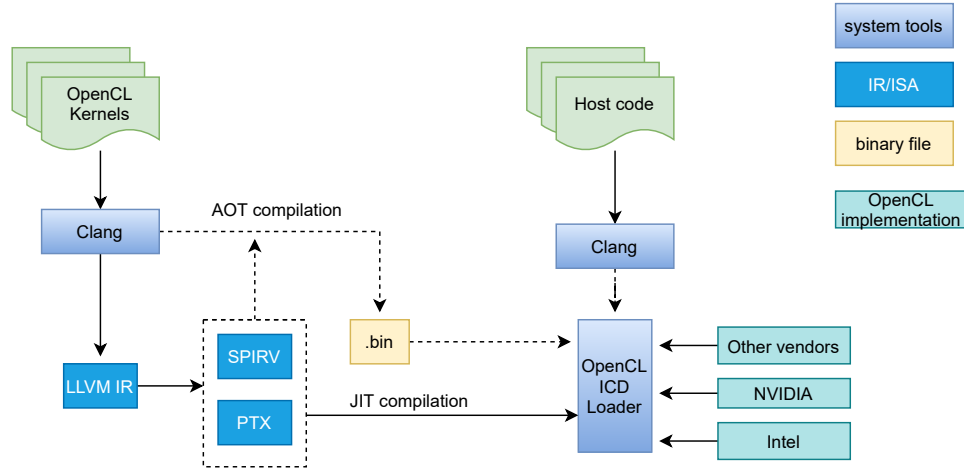 system tools
OpenCL
Kernels
Host code
IR/ISA
binary file
AOT compilation
OpenCL
implementation
Clang
Clang
.bin
SPIRV
OpenCL
ICD
Loader
Other vendors
LLVM IR
NVIDIA
JIT compilation
PTX
Intel